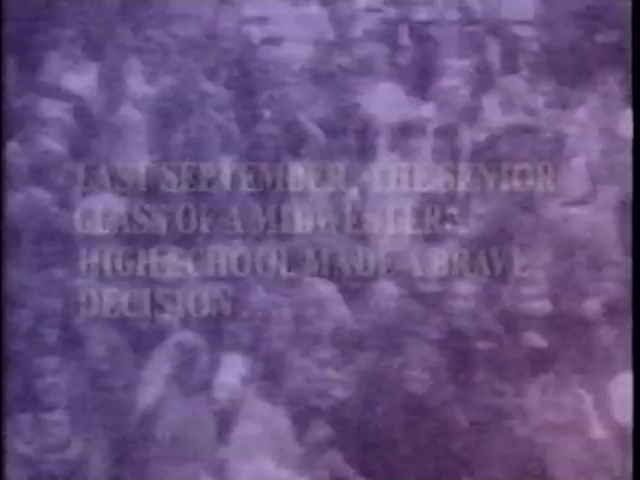 LAST SEPTEMBER, THE SENIOR
CLASS OF A MIDWESTERN
HIGH SCHOOL MADE A BRAVE
DECISION.....